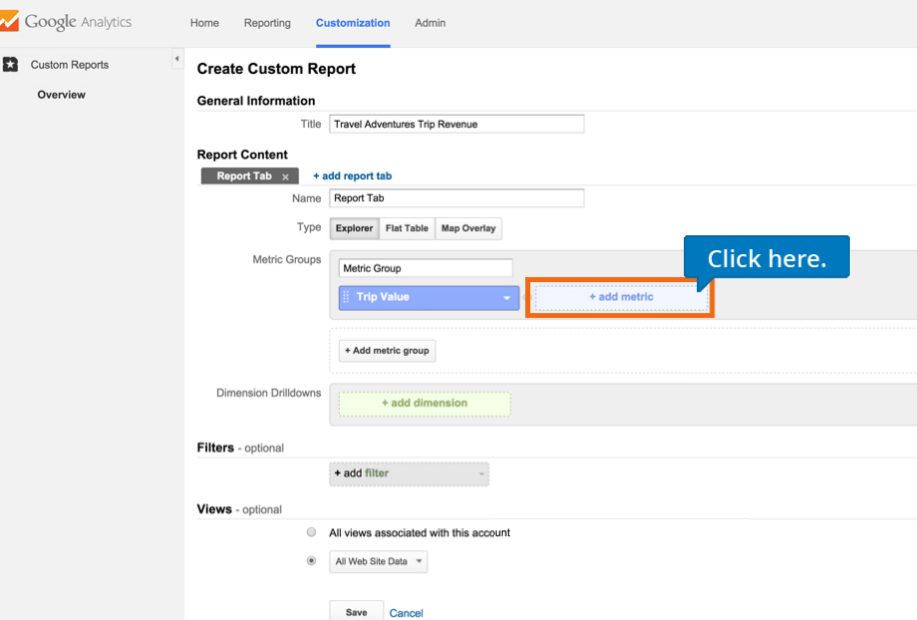 Google Analytics
Home Reporting Customization Admin
Custom Reports
Overview
Create Custom Report
General Information
Title Travel Adventures Trip Revenue
Report Content
Report Tab x + add report tab
Name Report Tab
Type Explorer Flat Table Map Overlay
Metric Groups Metric Group
Click here.
Trip Value + add metric
+ Add metric group
Dimension Drilldowns + add dimension
Filters - optional
+ add filter
Views - optional
All views associated with this account
All Web Site Data
Save Cancel